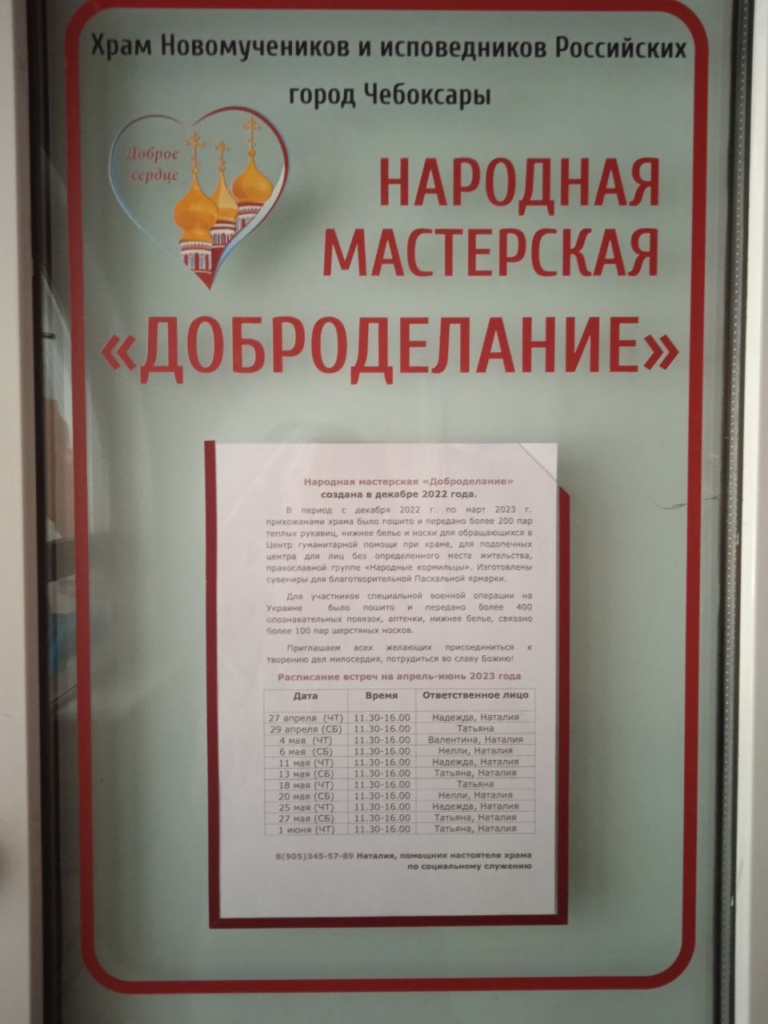 Храм Новомучеников и исповедников Российских
город Чебоксары
Доброе
сердце
НАРОДНАЯ
МАСТЕРСКАЯ
«ДОБРОДЕЛАНИЕ»
Народная мастерская «Доброделание»
создана в декабре 2022 года.
В период с декабря 2022 г. по март 2023 г.
прихожанами храма было пошито и передано более 200 пар
теплых рукавиц, нижнее белье и носки для обращающихся в
Центр гуманитарной помощи при храме, для подопечных
центра для лиц без определенного места жительства,
православной группе «Народные кормильцы». Изготовлены
сувениры для благотворительной Пасхальной ярмарки.
Для участников специальной военной операции на
Украине было пошито и передано более 400
опознавательных повязок, аптечки, нижнее белье, связано
более 100 пар шерстяных носков.
Приглашаем всех желающих присоединиться к
творению дел милосердия, потрудиться во славу Божию!
Расписание встреч на апрель-июнь 2023 года
Дата Время Ответственное лицо
27 апреля (ЧТ) 11.30-16.00 Надежда, Наталия
29 апреля (СБ) 11.30-16.00 Татьяна
4 мая (ЧТ) 11.30-16.00 Валентина, Наталия
6 мая (СБ) 11.30-16.00 Нелли, Наталия
11 мая (ЧТ) 11.30-16.00 Надежда, Наталия
13 мая (СБ) 11.30-16.00 Татьяна, Наталия
18 мая (ЧТ) 11.30-16.00 Татьяна
20 мая (СБ) 11.30-16.00 Нелли, Наталия
25 мая (ЧТ) 11.30-16.00 Надежда, Наталия
27 мая (СБ) 11.30-16.00 Татьяна, Наталия
1 июня (ЧТ) 11.30-16.00 Татьяна, Наталия
8(905)345-57-89 Наталия, помощник настоятеля храма
по социальному служению